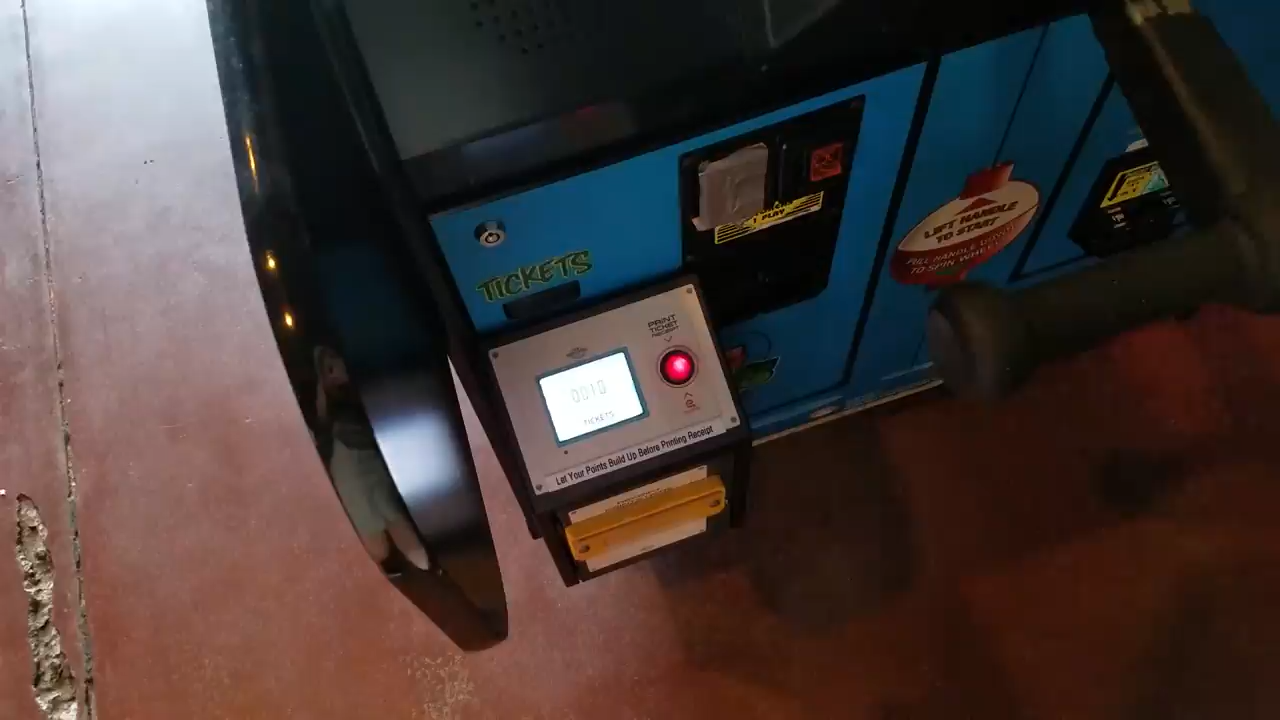 TICKETS
1 PLAY
LIFT HANDLE
TO START
PULL HANDLE DOWN
TO SPIN WHEEL
PRINT
TICKET
RECEIPT
0010
TICKETS
Let Your Points Build Up Before Printing Receipt